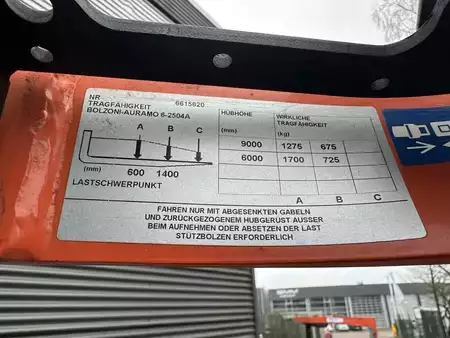 NR 6615020
TRAGFÄHIGKEIT
BOLZONI-AURAMO 6-2504A
A B C
(mm) 600 1400
LASTSCHWERPUNKT
HUBHÖHE WIRKLICHE
TRAGFÄHIGKEIT
(mm) (kg)
9000 1275 675
6000 1700 725
A B C
FAHREN NUR MIT ABGESENKTEN GABELN
UND ZURÜCKGEZOGENEM HUBGERÜST AUSSER
BEIM AUFNEHMEN ODER ABSETZEN DER LAST
STÜTZBOLZEN ERFORDERLICH